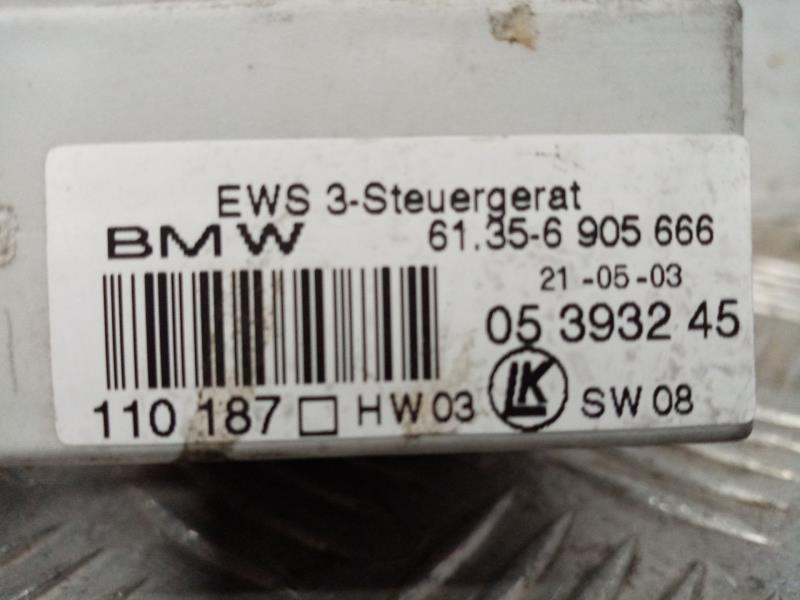 EWS 3-Steuergerat
BMW 61.35-6 905 666
21 -05 -03
05 3932 45
110 187 □ HW 03 LK SW 08